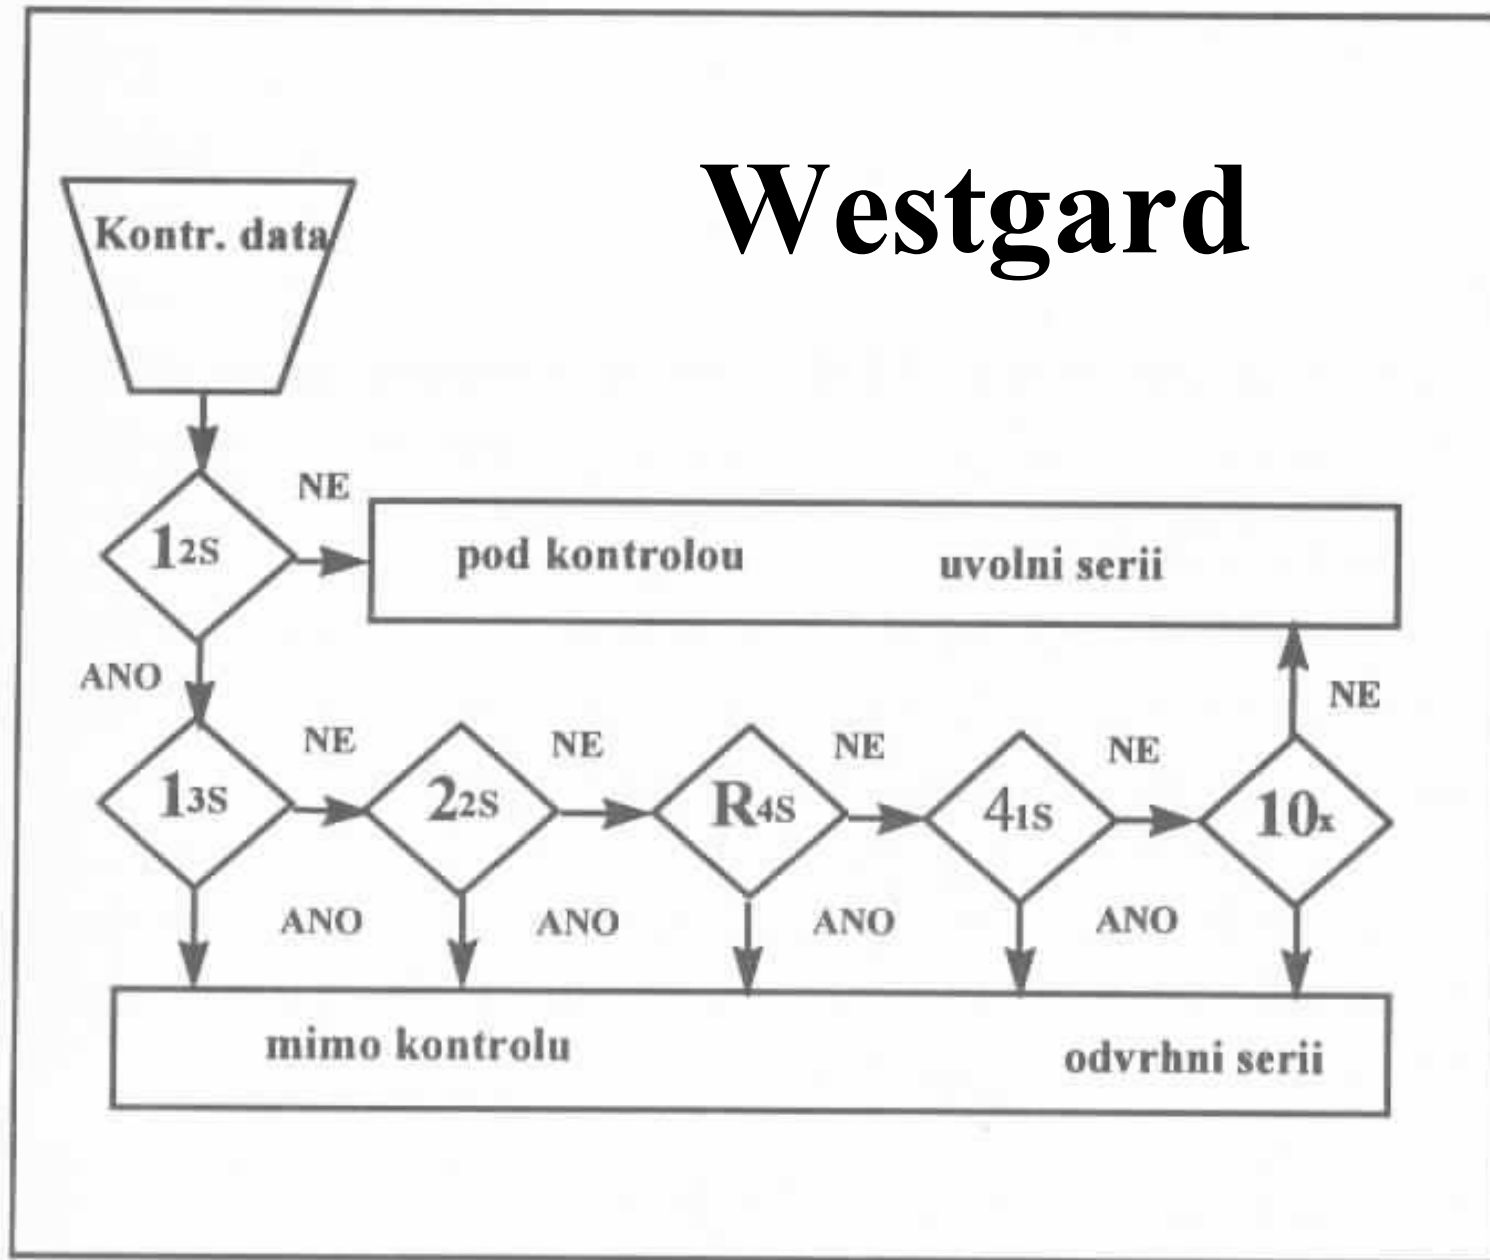 Westgard
Kontr. data
NE
12S
pod kontrolou uvolni serii
ANO
NE
NE NE NE NE
13S 22S R4S 41S 10x
ANO ANO ANO ANO
mimo kontrolu odvrhni serii